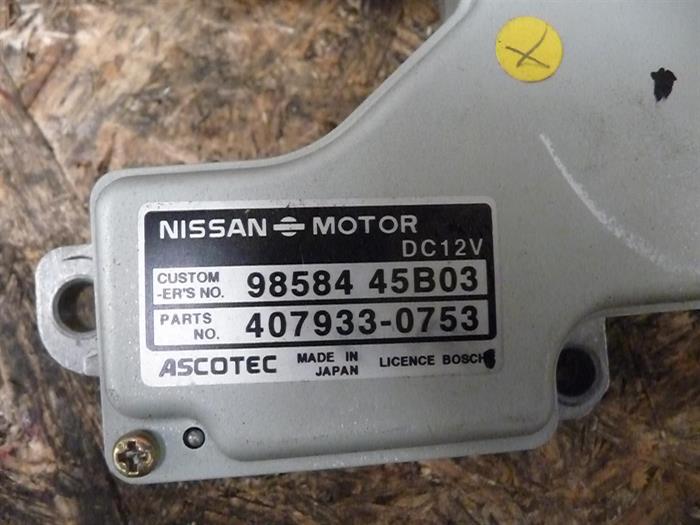 NISSAN MOTOR
DC12V
CUSTOM
-ER'S NO. 98584 45B03
PARTS
NO. 407933-0753
ASCOTEC MADE IN
JAPAN LICENCE BOSCH